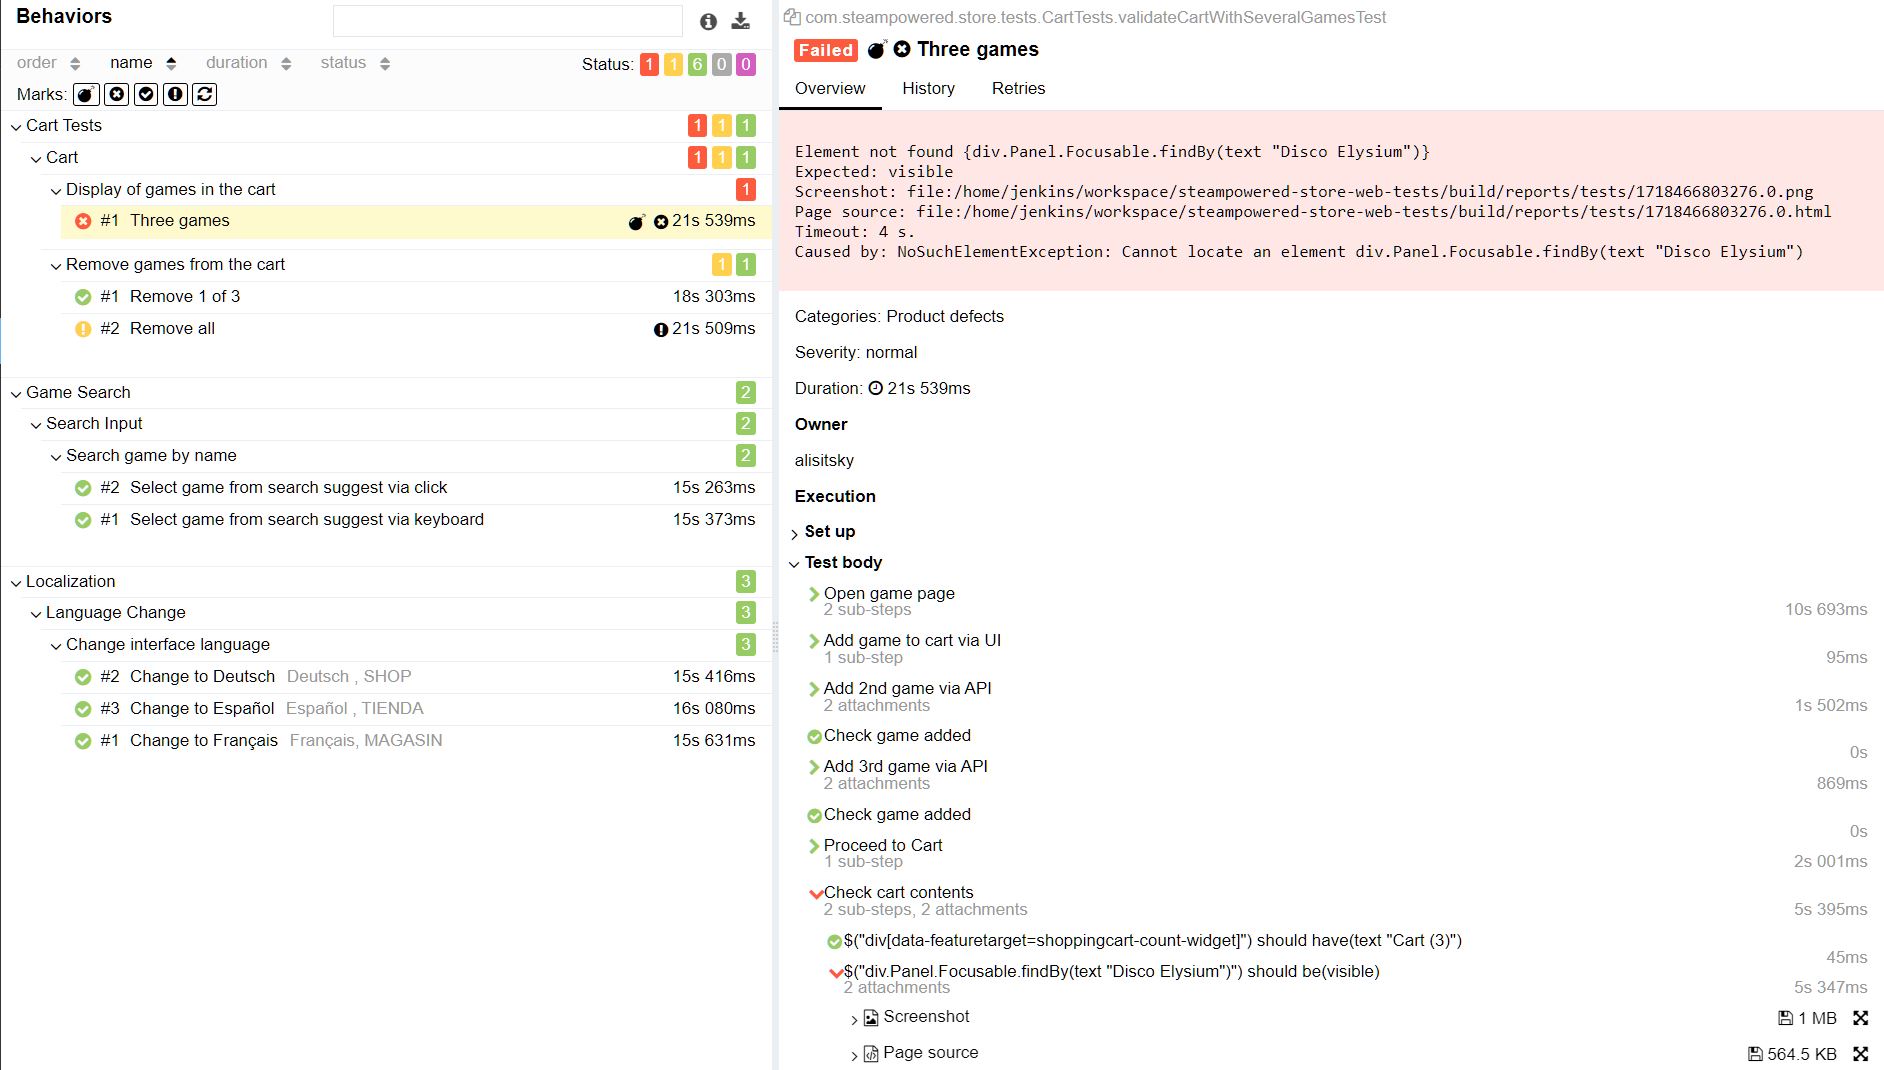 Behaviors
order name duration status Status: 1 1 6 0 0
Marks:
Cart Tests 1 1 1
Cart 1 1 1
Display of games in the cart 1
#1 Three games 21s 539ms
Remove games from the cart 1 1
#1 Remove 1 of 3 18s 303ms
#2 Remove all 21s 509ms
Game Search 2
Search Input 2
Search game by name 2
#2 Select game from search suggest via click 15s 263ms
#1 Select game from search suggest via keyboard 15s 373ms
Localization 3
Language Change 3
Change interface language 3
#2 Change to Deutsch Deutsch , SHOP 15s 416ms
#3 Change to Español Español , TIENDA 16s 080ms
#1 Change to Français Français, MAGASIN 15s 631ms
com.steampowered.store.tests.CartTests.validateCartWithSeveralGamesTest
Failed Three games
Overview History Retries
Element not found {div.Panel.Focusable.findBy(text "Disco Elysium")}
Expected: visible
Screenshot: file:/home/jenkins/workspace/steampowered-store-web-tests/build/reports/tests/1718466803276.0.png
Page source: file:/home/jenkins/workspace/steampowered-store-web-tests/build/reports/tests/1718466803276.0.html
Timeout: 4 s.
Caused by: NoSuchElementException: Cannot locate an element div.Panel.Focusable.findBy(text "Disco Elysium")
Categories: Product defects
Severity: normal
Duration: 21s 539ms
Owner
alisitsky
Execution
Set up
Test body
Open game page
2 sub-steps 10s 693ms
Add game to cart via UI
1 sub-step 95ms
Add 2nd game via API
2 attachments 1s 502ms
Check game added
0s
Add 3rd game via API
2 attachments 869ms
Check game added
0s
Proceed to Cart
1 sub-step 2s 001ms
Check cart contents
2 sub-steps, 2 attachments 5s 395ms
$("div[data-featuretarget=shoppingcart-count-widget]") should have(text "Cart (3)")
45ms
$("div.Panel.Focusable.findBy(text "Disco Elysium")") should be(visible)
2 attachments 5s 347ms
Screenshot 1 MB
Page source 564.5 KB